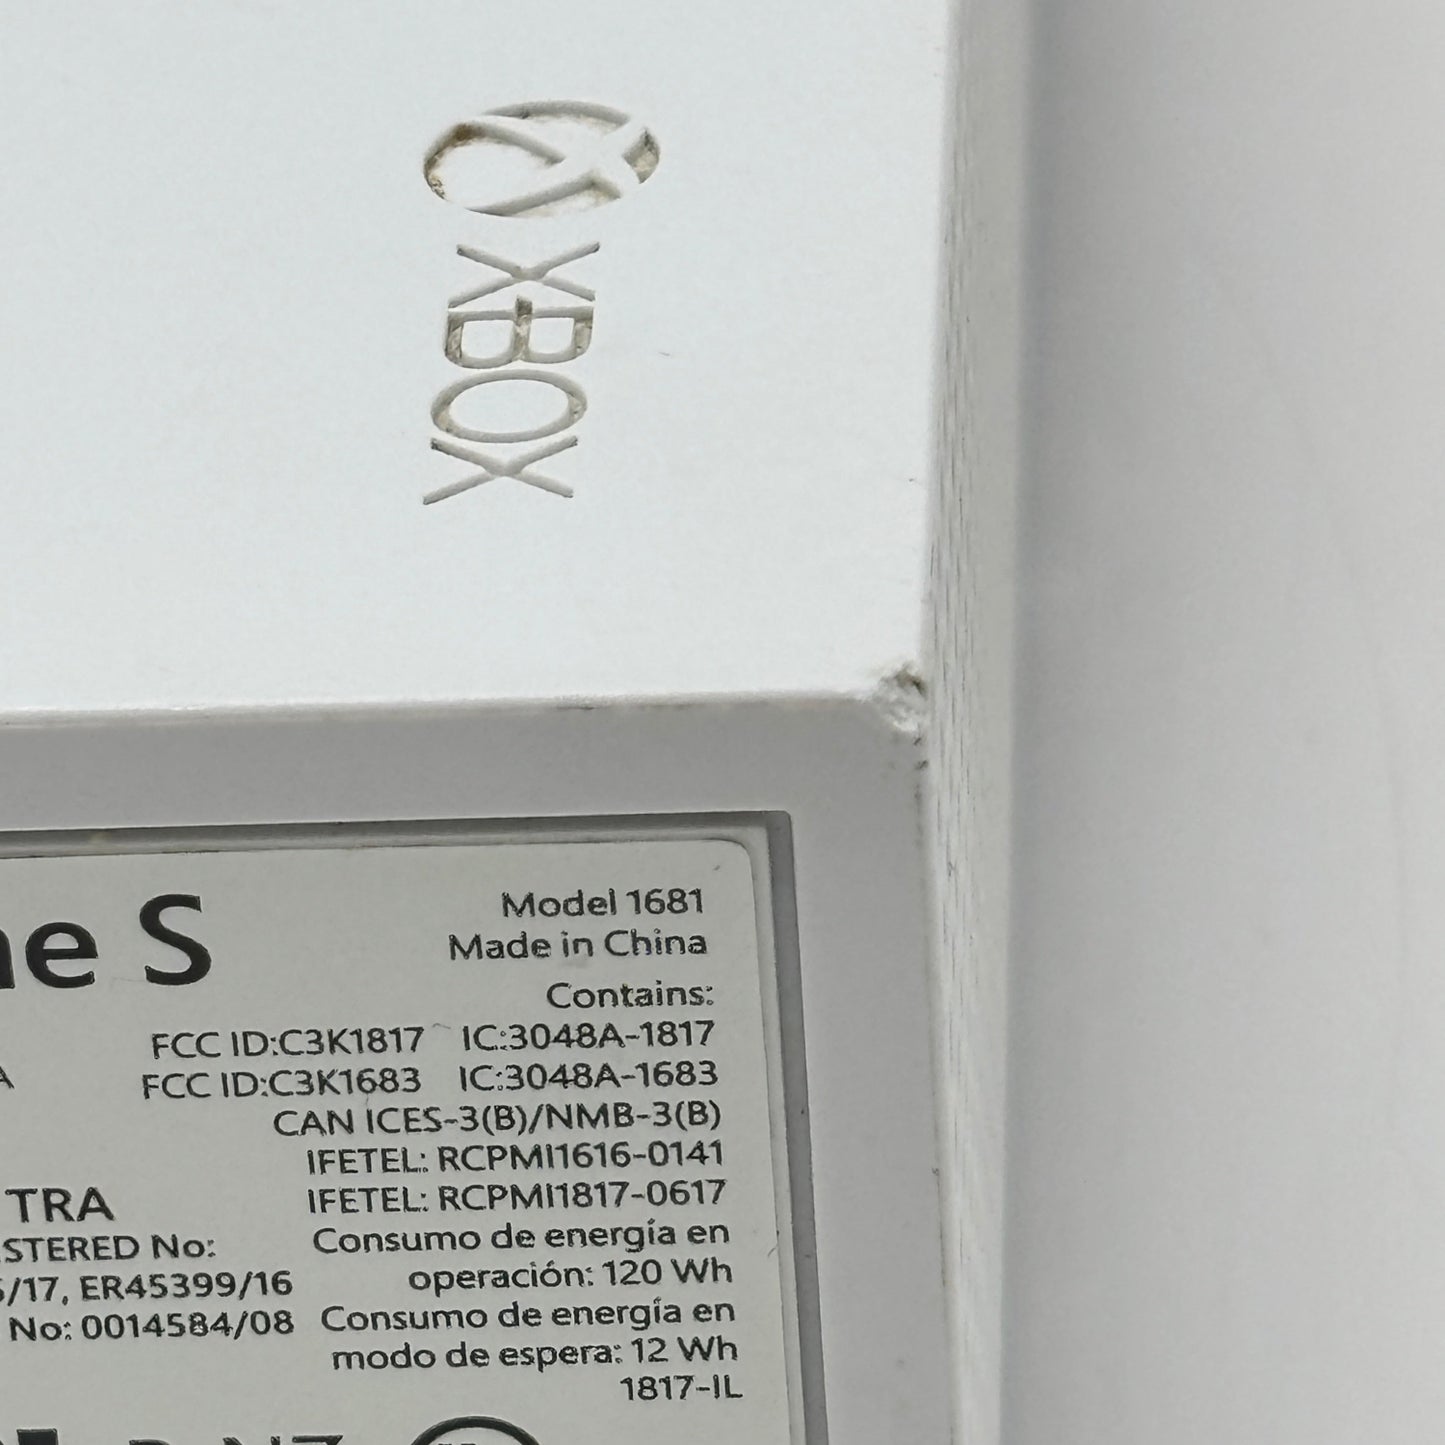 XBOX
ne S
Model 1681
Made in China
Contains:
FCC ID:C3K1817 IC:3048A-1817
FCC ID:C3K1683 IC:3048A-1683
CAN ICES-3(B)/NMB-3(B)
IFETEL: RCPMI1616-0141
IFETEL: RCPMI1817-0617
Consumo de energía en
operación: 120 Wh
Consumo de energía en
modo de espera: 12 Wh
1817-IL
A
TRA
STERED No:
/17, ER45399/16
No: 0014584/08